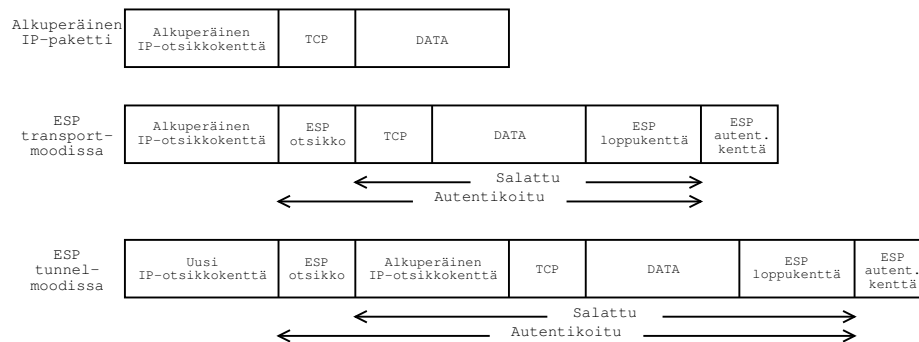 Alkuperäinen
IP-paketti
Alkuperäinen
IP-otsikkokenttä
TCP
DATA
ESP
transport-
moodissa
Alkuperäinen
IP-otsikkokenttä
ESP
otsikko
TCP
DATA
ESP
loppukenttä
ESP
autent.
kenttä
Salattu
Autentikoitu
ESP
tunnel-
moodissa
Uusi
IP-otsikkokenttä
ESP
otsikko
Alkuperäinen
IP-otsikkokenttä
TCP
DATA
ESP
loppukenttä
ESP
autent.
kenttä
Salattu
Autentikoitu